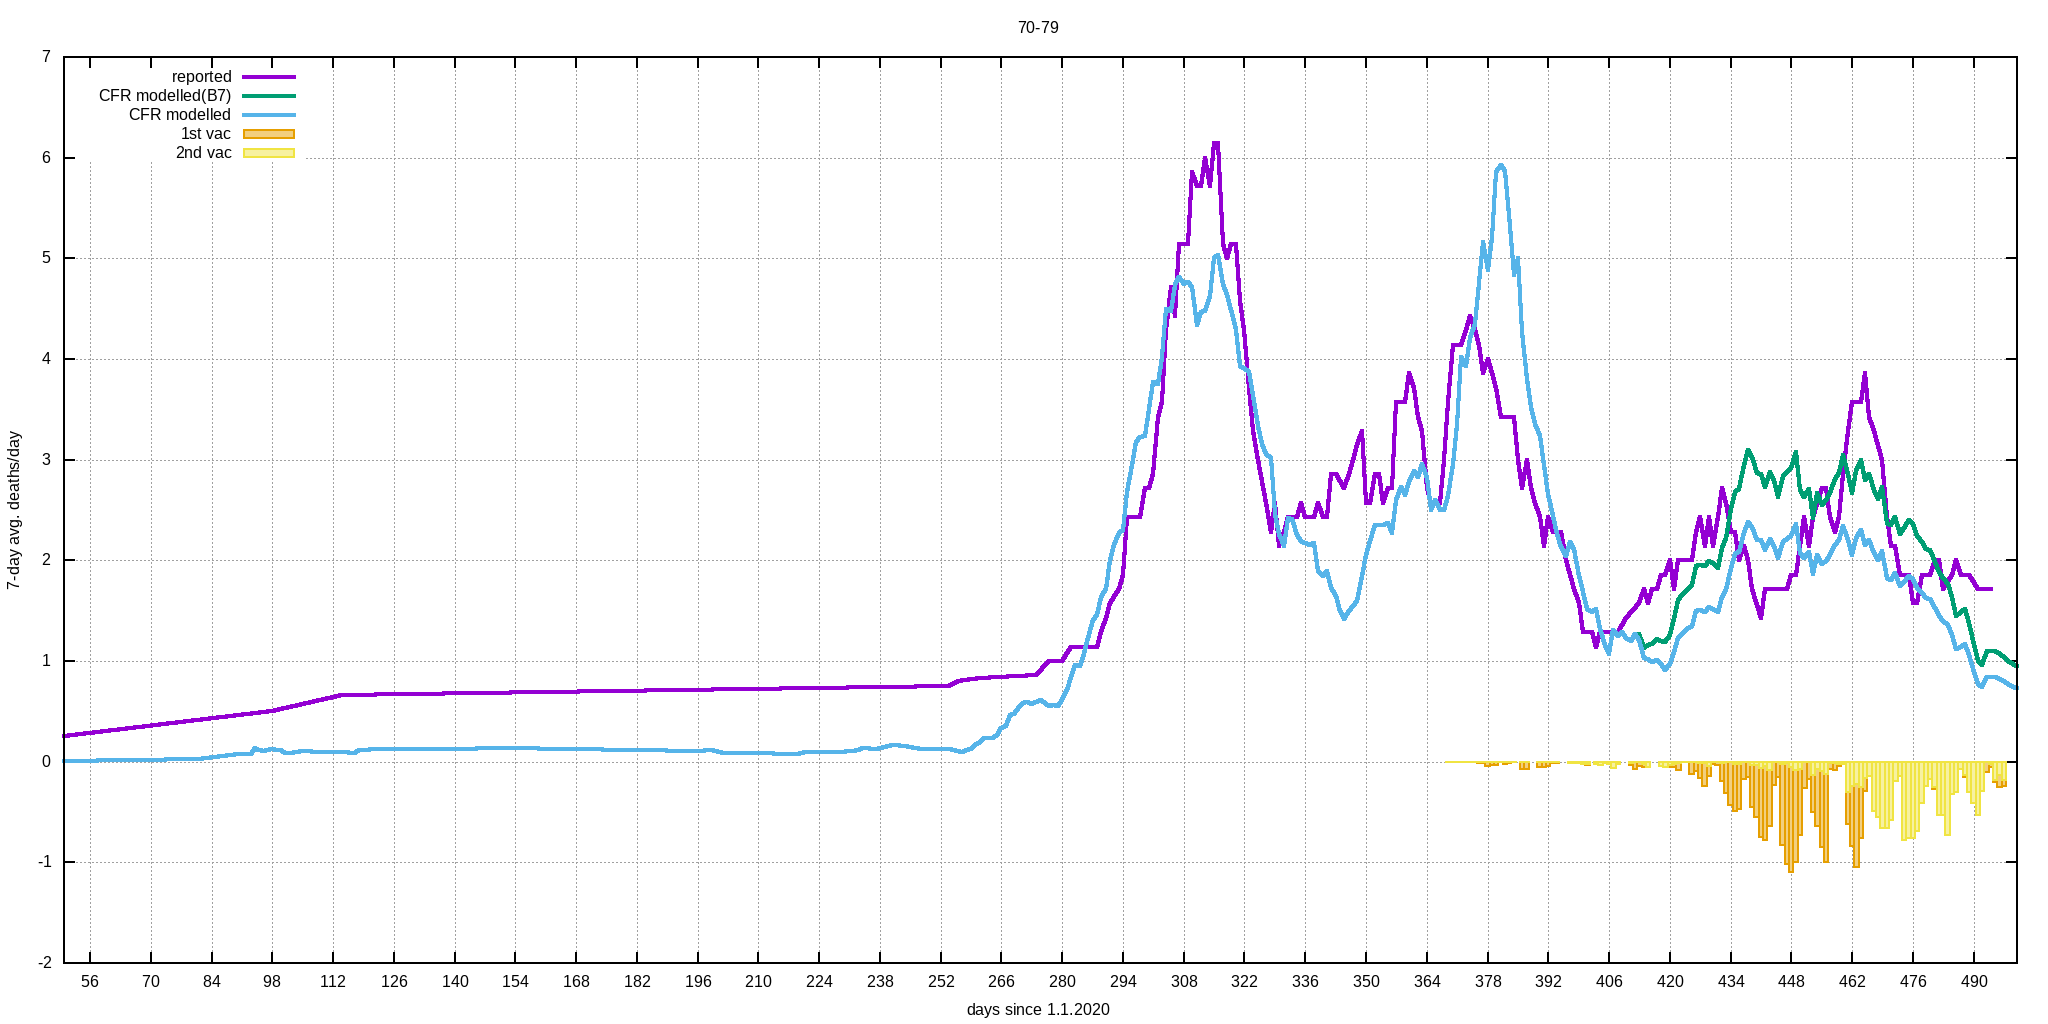 70-79
7
6
5
4
3
2
1
0
-1
-2
7-day avg. deaths/day
reported
CFR modelled(B7)
CFR modelled
1st vac
2nd vac
56 70 84 98 112 126 140 154 168 182 196 210 224 238 252 266 280 294 308 322 336 350 364 378 392 406 420 434 448 462 476 490
days since 1.1.2020